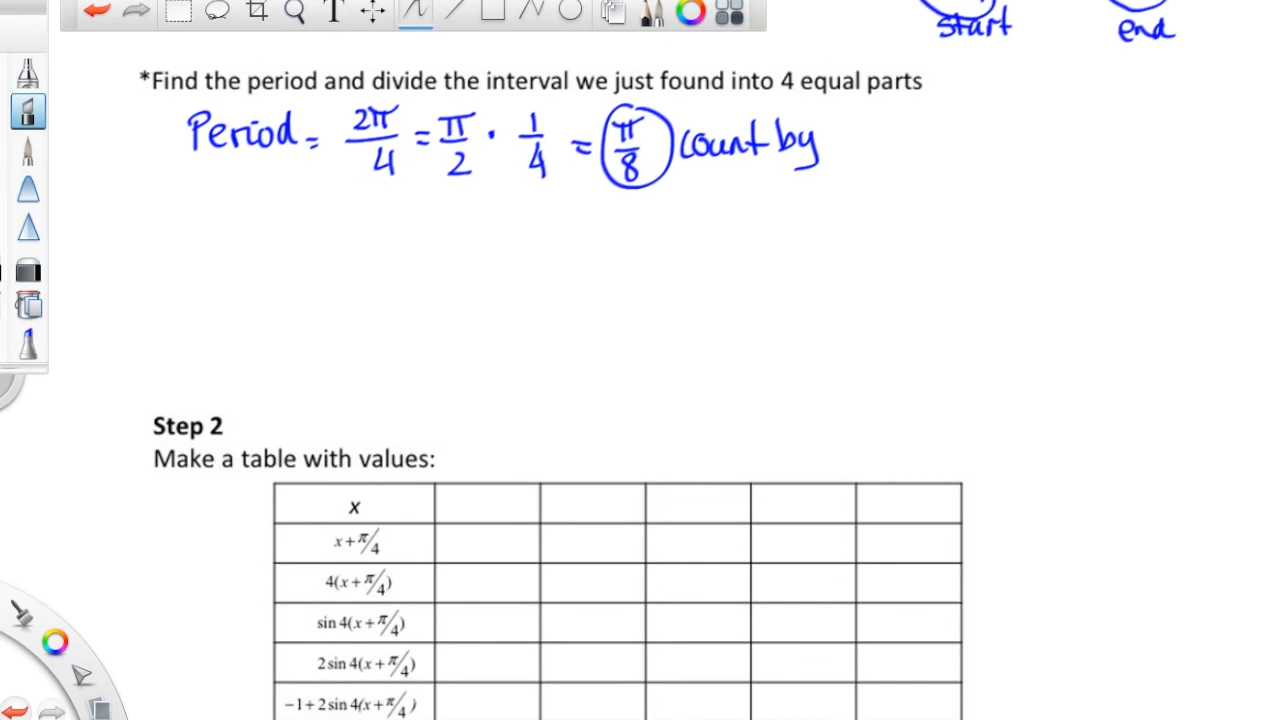 start end
*Find the period and divide the interval we just found into 4 equal parts
Period = 2π/4 = π/2 · 1/4 = π/8 count by
Step 2
Make a table with values:
x
x + π/4
4(x + π/4)
sin 4(x + π/4)
2 sin 4(x + π/4)
−1 + 2 sin 4(x + π/4)